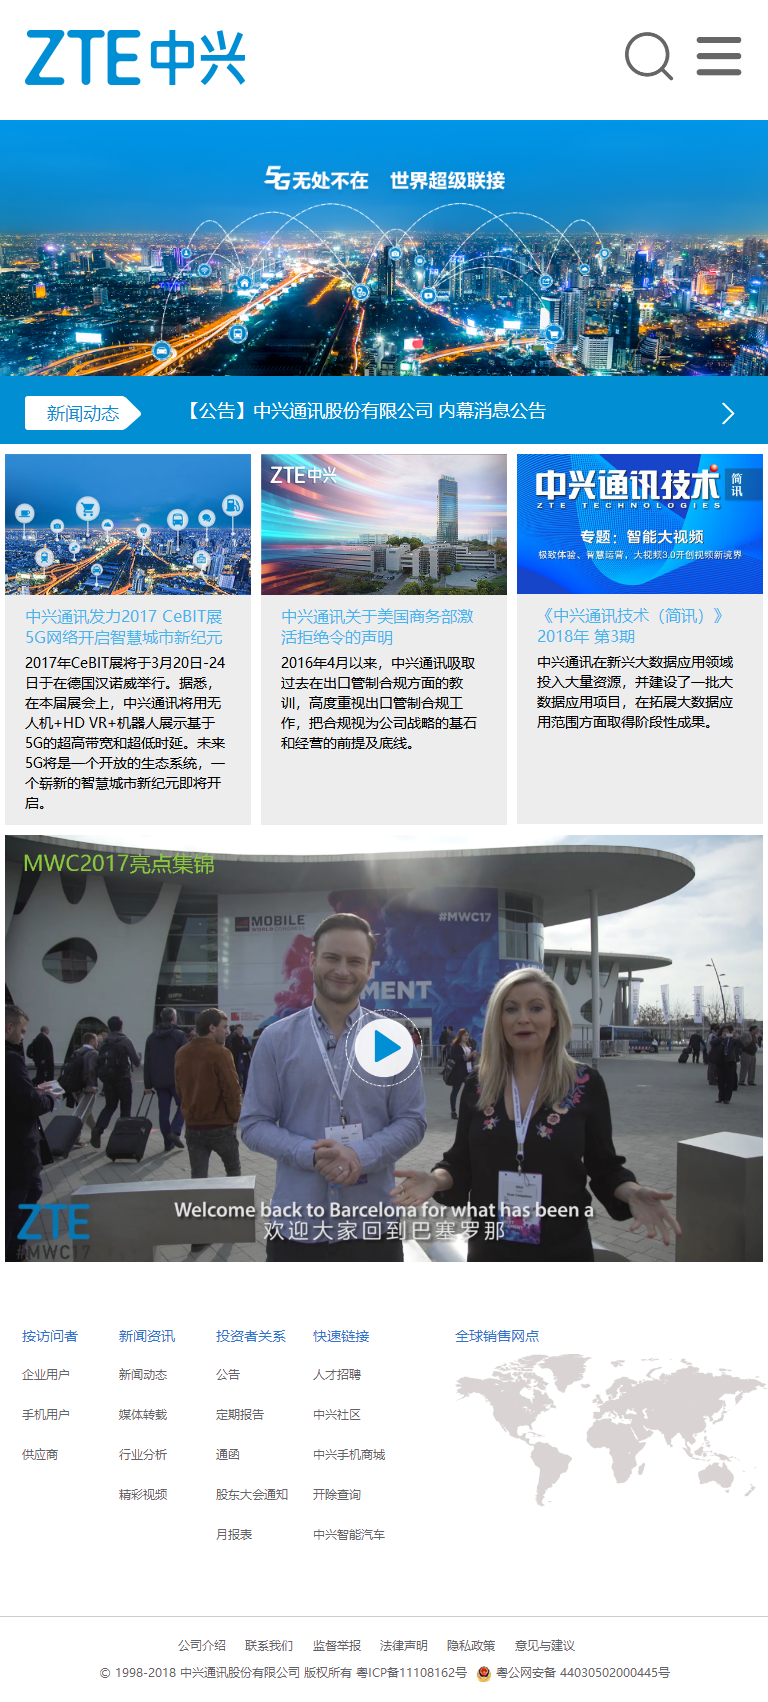 ZTE中兴
5G无处不在 世界超级联接
新闻动态
【公告】中兴通讯股份有限公司 内幕消息公告
中兴通讯发力2017 CeBIT展
5G网络开启智慧城市新纪元
2017年CeBIT展将于3月20日-24
日于在德国汉诺威举行。据悉，
在本届展会上，中兴通讯将用无
人机+HD VR+机器人展示基于
5G的超高带宽和超低时延。未来
5G将是一个开放的生态系统，一
个崭新的智慧城市新纪元即将开
启。
ZTE中兴
中兴通讯关于美国商务部激
活拒绝令的声明
2016年4月以来，中兴通讯吸取
过去在出口管制合规方面的教
训，高度重视出口管制合规工
作，把合规视为公司战略的基石
和经营的前提及底线。
中兴通讯技术 简讯
ZTE TECHNOLOGIES
专题：智能大视频
极致体验、智慧运营，大视频3.0开创视频新境界
《中兴通讯技术（简讯）》
2018年 第3期
中兴通讯在新兴大数据应用领域
投入大量资源，并建设了一批大
数据应用项目，在拓展大数据应
用范围方面取得阶段性成果。
MWC2017亮点集锦
MOBILE
WORLD CONGRESS
#MWC17
Welcome back to Barcelona for what has been a
欢迎大家回到巴塞罗那
ZTE
#MWC17
按访问者
企业用户
手机用户
供应商
新闻资讯
新闻动态
媒体转载
行业分析
精彩视频
投资者关系
公告
定期报告
通函
股东大会通知
月报表
快速链接
人才招聘
中兴社区
中兴手机商城
开除查询
中兴智能汽车
全球销售网点
公司介绍 联系我们 监督举报 法律声明 隐私政策 意见与建议
© 1998-2018 中兴通讯股份有限公司 版权所有 粤ICP备11108162号 粤公网安备 44030502000445号